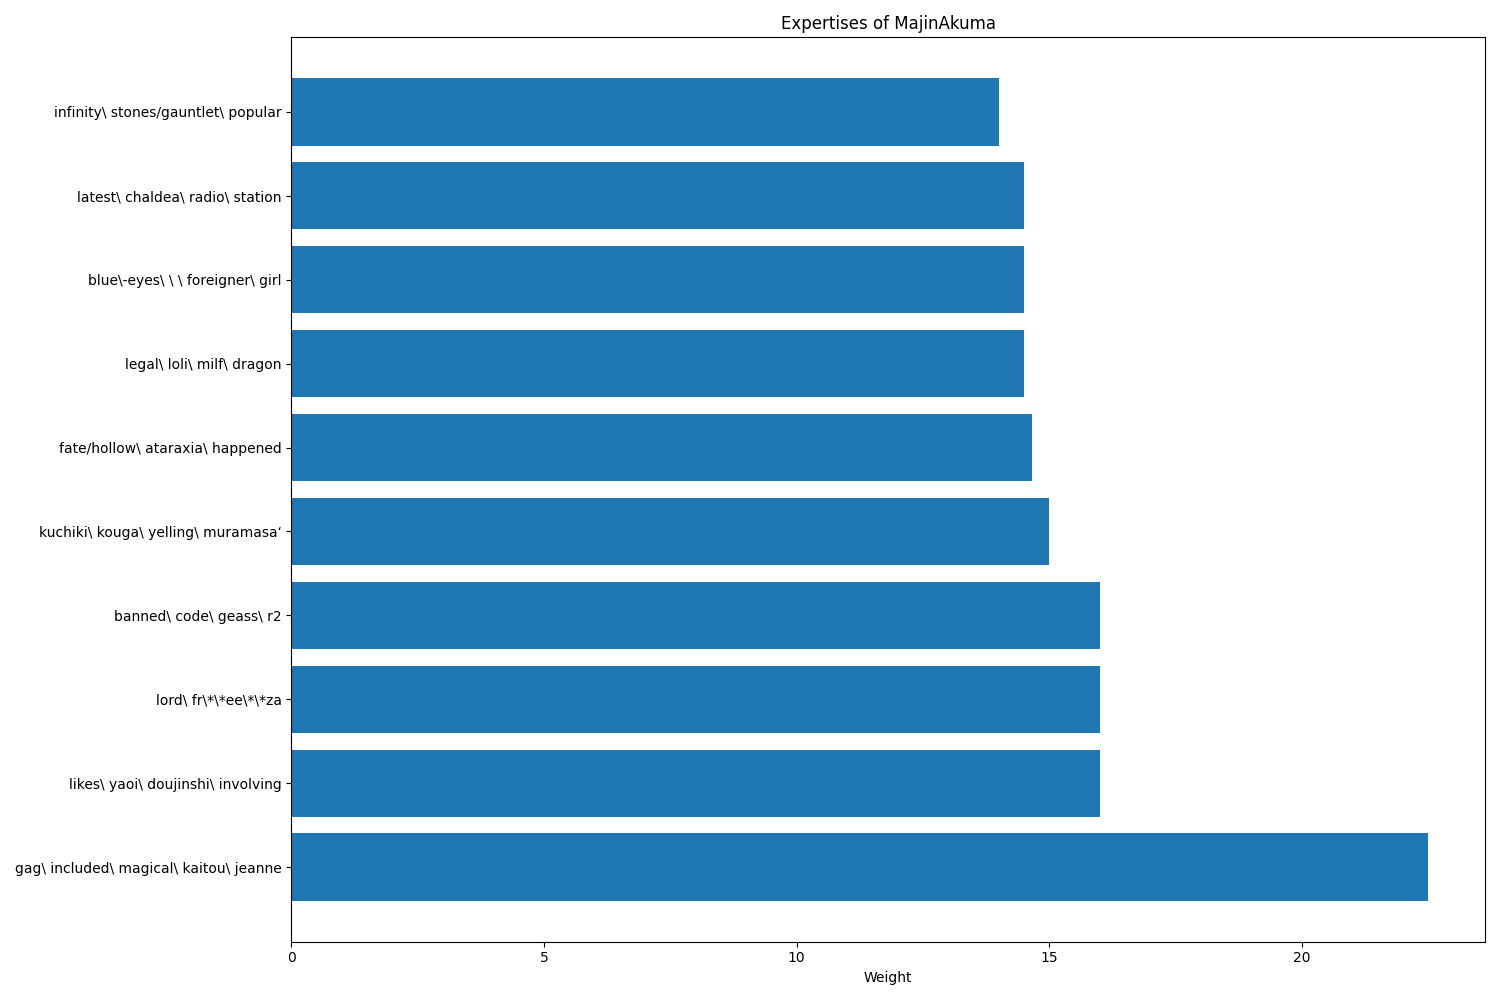 Expertises of MajinAkuma
infinity\ stones/gauntlet\ popular
latest\ chaldea\ radio\ station
blue\-eyes\ \ \ foreigner\ girl
legal\ loli\ milf\ dragon
fate/hollow\ ataraxia\ happened
kuchiki\ kouga\ yelling\ muramasa‘
banned\ code\ geass\ r2
lord\ fr\*\*ee\*\*za
likes\ yaoi\ doujinshi\ involving
gag\ included\ magical\ kaitou\ jeanne
0 5 10 15 20
Weight